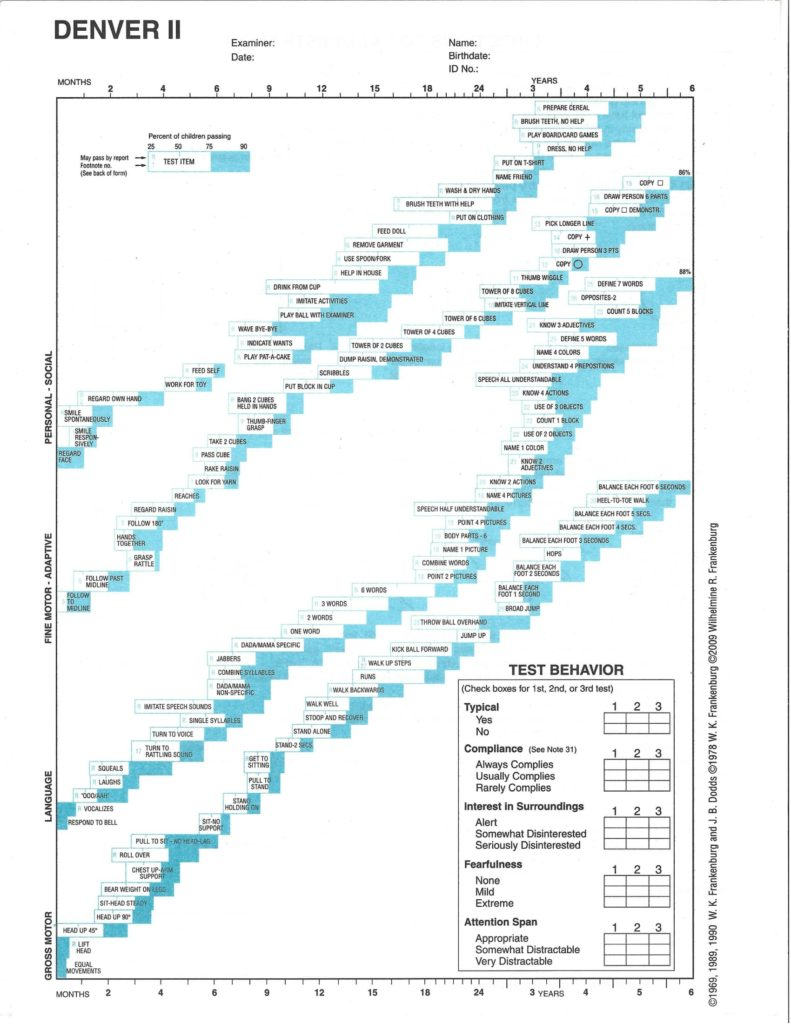 DENVER II
Examiner:
Name:
Date:
Birthdate:
ID No.:
MONTHS
YEARS
2 4 6 9 12 15 18 24 3 4 5 6
Percent of children passing
25 50 75 90
May pass by report
Footnote no.
(See back of form)
R
TEST ITEM
PERSONAL - SOCIAL
FINE MOTOR - ADAPTIVE
LANGUAGE
GROSS MOTOR
PREPARE CEREAL
BRUSH TEETH, NO HELP
PLAY BOARD/CARD GAMES
DRESS, NO HELP
PUT ON T-SHIRT
NAME FRIEND
WASH & DRY HANDS
BRUSH TEETH WITH HELP
PUT ON CLOTHING
FEED DOLL
REMOVE GARMENT
USE SPOON/FORK
HELP IN HOUSE
DRINK FROM CUP
IMITATE ACTIVITIES
PLAY BALL WITH EXAMINER
WAVE BYE-BYE
INDICATE WANTS
PLAY PAT-A-CAKE
FEED SELF
WORK FOR TOY
REGARD OWN HAND
SMILE
SPONTANEOUSLY
SMILE
RESPON-
SIVELY
REGARD
FACE
86%
COPY □
DRAW PERSON 6 PARTS
COPY □ DEMONSTR.
PICK LONGER LINE
COPY +
DRAW PERSON 3 PTS
COPY ○
THUMB WIGGLE
TOWER OF 8 CUBES
IMITATE VERTICAL LINE
TOWER OF 6 CUBES
TOWER OF 4 CUBES
TOWER OF 2 CUBES
DUMP RAISIN, DEMONSTRATED
SCRIBBLES
PUT BLOCK IN CUP
BANG 2 CUBES
HELD IN HANDS
THUMB-FINGER
GRASP
TAKE 2 CUBES
PASS CUBE
RAKE RAISIN
LOOK FOR YARN
REACHES
REGARD RAISIN
FOLLOW 180°
HANDS
TOGETHER
GRASP
RATTLE
FOLLOW PAST
MIDLINE
FOLLOW
TO
MIDLINE
88%
DEFINE 7 WORDS
OPPOSITES-2
COUNT 5 BLOCKS
KNOW 3 ADJECTIVES
DEFINE 5 WORDS
NAME 4 COLORS
UNDERSTAND 4 PREPOSITIONS
SPEECH ALL UNDERSTANDABLE
KNOW 4 ACTIONS
USE OF 3 OBJECTS
COUNT 1 BLOCK
USE OF 2 OBJECTS
NAME 1 COLOR
KNOW 2
ADJECTIVES
KNOW 2 ACTIONS
NAME 4 PICTURES
SPEECH HALF UNDERSTANDABLE
POINT 4 PICTURES
BODY PARTS - 6
NAME 1 PICTURE
COMBINE WORDS
POINT 2 PICTURES
6 WORDS
3 WORDS
2 WORDS
ONE WORD
DADA/MAMA SPECIFIC
JABBERS
COMBINE SYLLABLES
DADA/MAMA
NON-SPECIFIC
IMITATE SPEECH SOUNDS
SINGLE SYLLABLES
TURN TO VOICE
TURN TO
RATTLING SOUND
SQUEALS
LAUGHS
"OOO/AAH"
VOCALIZES
RESPOND TO BELL
BALANCE EACH FOOT 6 SECONDS
HEEL-TO-TOE WALK
BALANCE EACH FOOT 5 SECS.
BALANCE EACH FOOT 4 SECS.
BALANCE EACH FOOT 3 SECONDS
HOPS
BALANCE EACH
FOOT 2 SECONDS
BALANCE EACH
FOOT 1 SECOND
BROAD JUMP
THROW BALL OVERHAND
JUMP UP
KICK BALL FORWARD
WALK UP STEPS
RUNS
WALK BACKWARDS
WALK WELL
STOOP AND RECOVER
STAND ALONE
STAND-2 SECS.
GET TO
SITTING
PULL TO
STAND
STAND
HOLDING ON
SIT-NO
SUPPORT
PULL TO SIT - NO HEAD-LAG
ROLL OVER
CHEST UP-ARM
SUPPORT
BEAR WEIGHT ON LEGS
SIT-HEAD STEADY
HEAD UP 90°
HEAD UP 45°
LIFT
HEAD
EQUAL
MOVEMENTS
TEST BEHAVIOR
(Check boxes for 1st, 2nd, or 3rd test)
Typical 1 2 3
Yes
No
Compliance (See Note 31) 1 2 3
Always Complies
Usually Complies
Rarely Complies
Interest in Surroundings 1 2 3
Alert
Somewhat Disinterested
Seriously Disinterested
Fearfulness 1 2 3
None
Mild
Extreme
Attention Span 1 2 3
Appropriate
Somewhat Distractable
Very Distractable
MONTHS 2 4 6 9 12 15 18 24 3 YEARS 4 5 6
©1969, 1989, 1990 W. K. Frankenburg and J. B. Dodds ©1978 W. K. Frankenburg ©2009 Wilhelmine R. Frankenburg